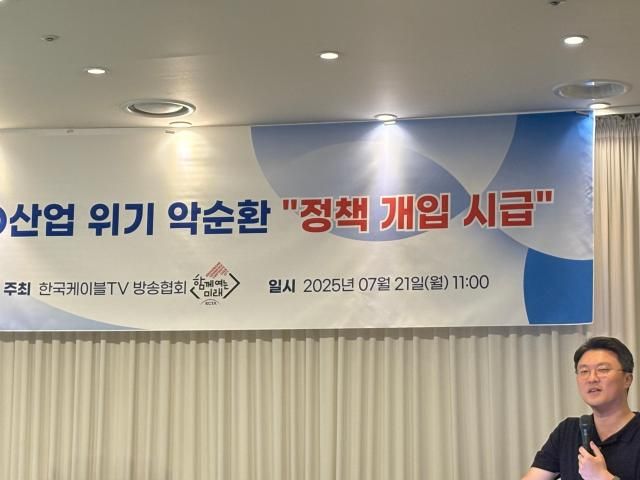 산업 위기 악순환 "정책 개입 시급"
주최 한국케이블TV 방송협회 함께 여는 미래 KCTA 일시 2025년 07월 21일(월) 11:00